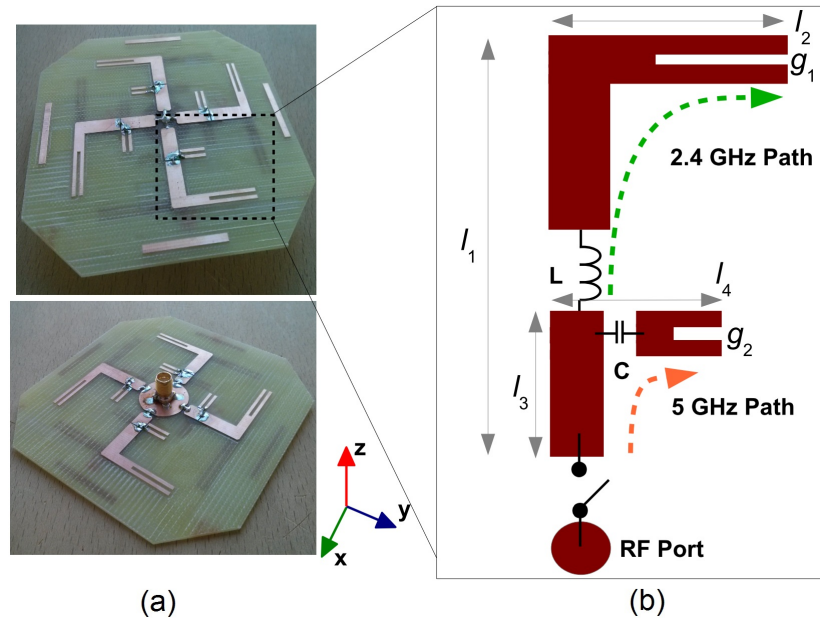 l2
g1
2.4 GHz Path
l1
L
l4
g2
C
l3
5 GHz Path
z
y
x
RF Port
(a)
(b)